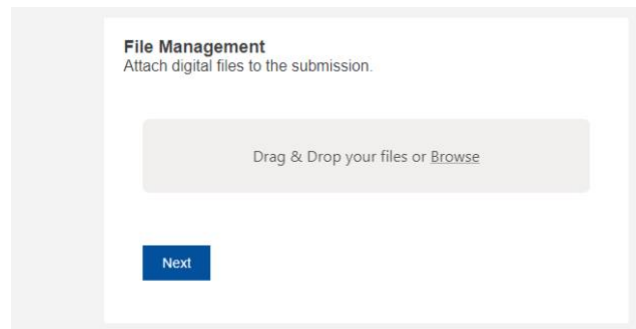 File Management
Attach digital files to the submission.
Drag & Drop your files or Browse
Next